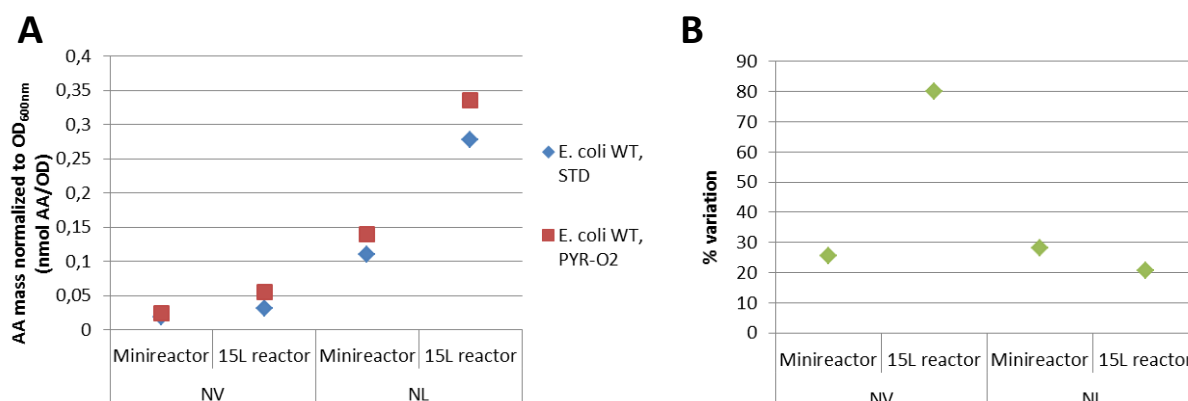 A
AA mass normalized to OD600nm
(nmol AA/OD)
0,4
0,35
0,3
0,25
0,2
0,15
0,1
0,05
0
Minireactor 15L reactor Minireactor 15L reactor
NV NL
E. coli WT,
STD
E. coli WT,
PYR-O2
B
% variation
90
80
70
60
50
40
30
20
10
0
Minireactor 15L reactor Minireactor 15L reactor
NV NL